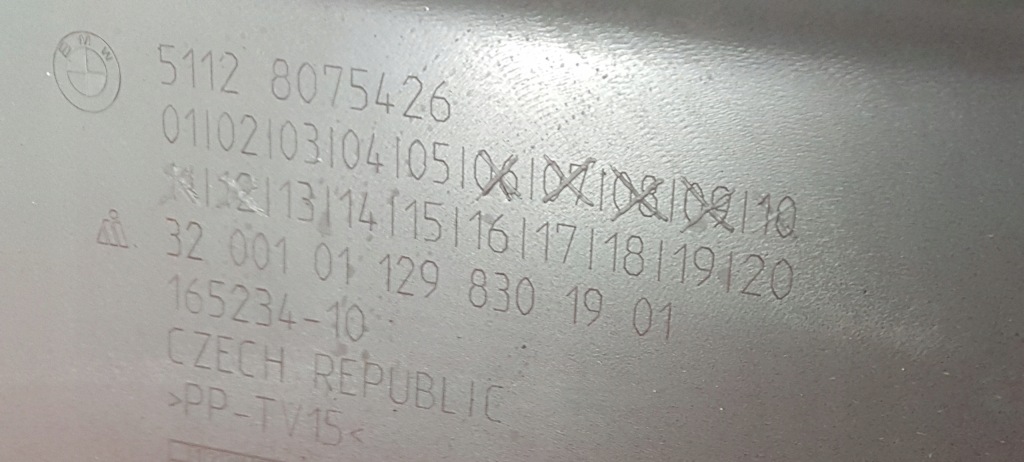 BMW
5112 8075426
01|02|03|04|05|06|07|08|09|10
11|12|13|14|15|16|17|18|19|20
32 001 01 129 830 19 01
165234-10
CZECH REPUBLIC
>PP-TV15<